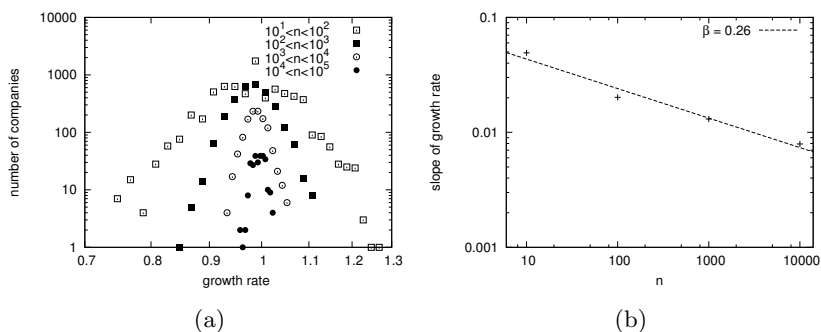 10^1<n<10^2
10^2<n<10^3
10^3<n<10^4
10^4<n<10^5
number of companies
10000
1000
100
10
1
0.7 0.8 0.9 1 1.1 1.2 1.3
growth rate
(a)
β = 0.26
slope of growth rate
0.1
0.01
0.001
10 100 1000 10000
n
(b)